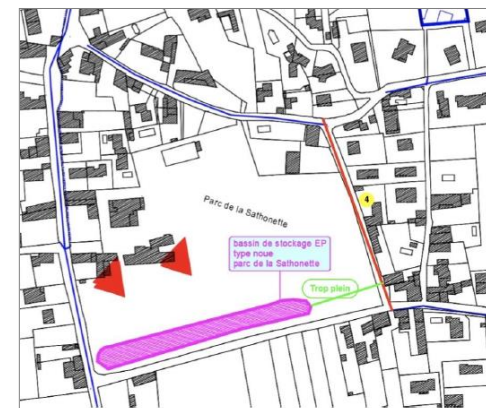 Parc de la Sathonette
4
bassin de stockage EP
type noue
parc de la Sathonette
Trop plein